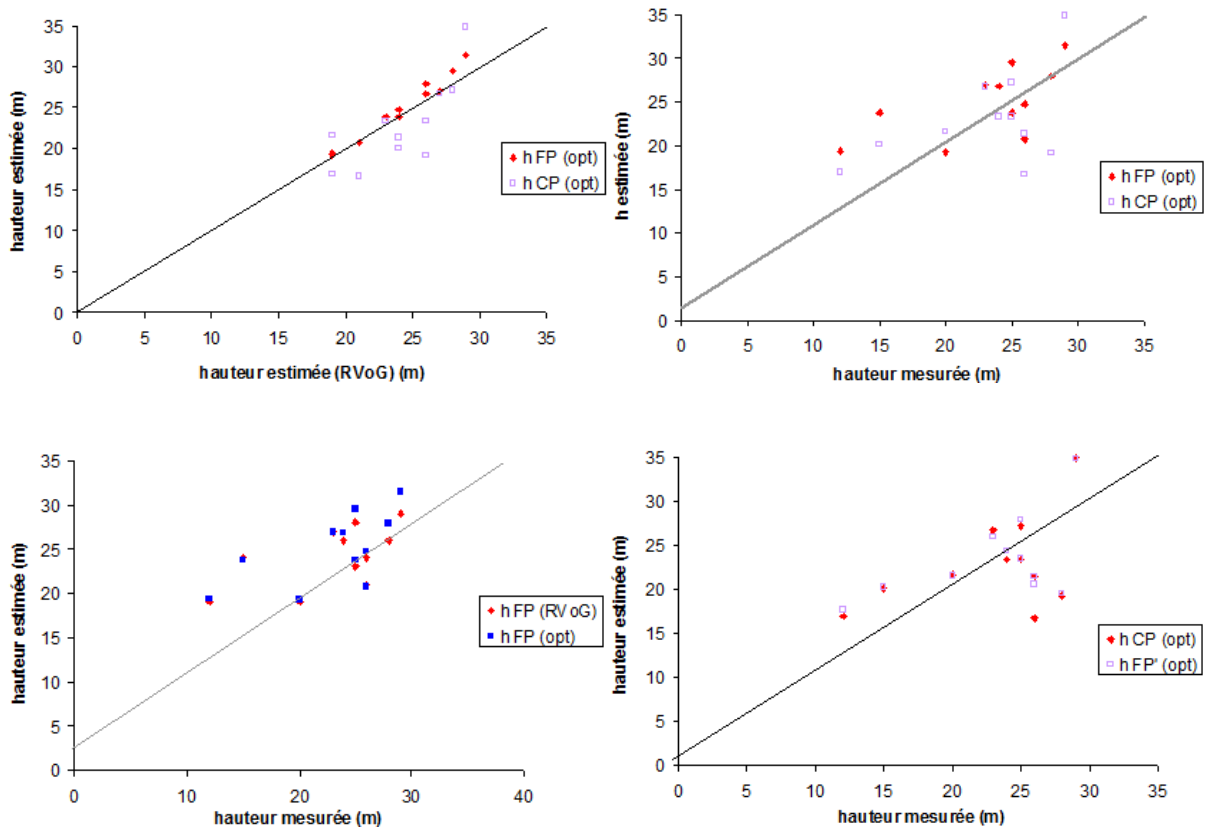 35
30
25
20
15
10
5
0
hauteur estimée (m)
0 5 10 15 20 25 30 35
hauteur estimée (RVoG) (m)
h FP (opt)
h CP (opt)
35
30
25
20
15
10
5
0
h estimée (m)
0 5 10 15 20 25 30 35
hauteur mesurée (m)
h FP (opt)
h CP (opt)
35
30
25
20
15
10
5
0
hauteur estimée (m)
0 10 20 30 40
hauteur mesurée (m)
h FP (RVoG)
h FP (opt)
35
30
25
20
15
10
5
0
hauteur estimée (m)
0 5 10 15 20 25 30 35
hauteur mesurée (m)
h CP (opt)
h FP' (opt)